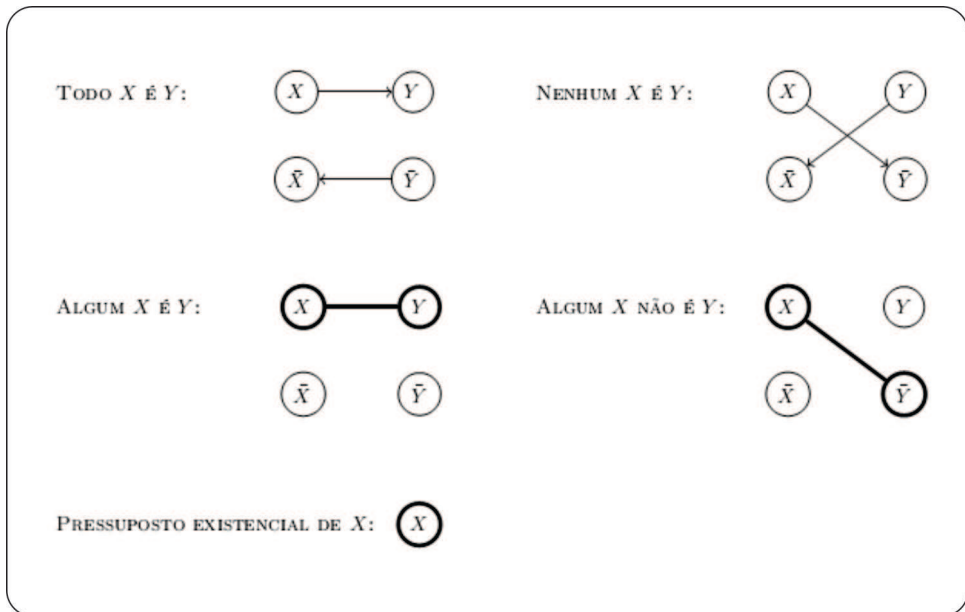 TODO X É Y: X Y NENHUM X É Y: X Y
X̄ Ȳ X̄ Ȳ
ALGUM X É Y: X Y ALGUM X NÃO É Y: X Y
X̄ Ȳ X̄ Ȳ
PRESSUPOSTO EXISTENCIAL DE X: X